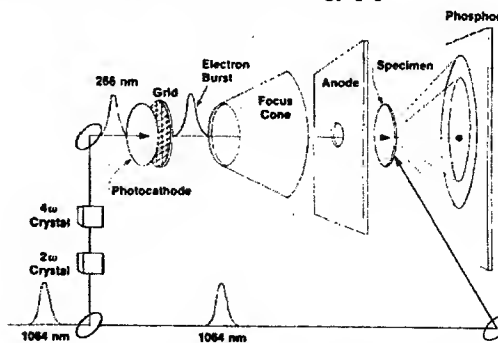 Phosphor
266 nm
Grid
Electron
Burst
Focus
Cone
Anode
Specimen
Photocathode
4ω
Crystal
2ω
Crystal
1064 nm
1064 nm